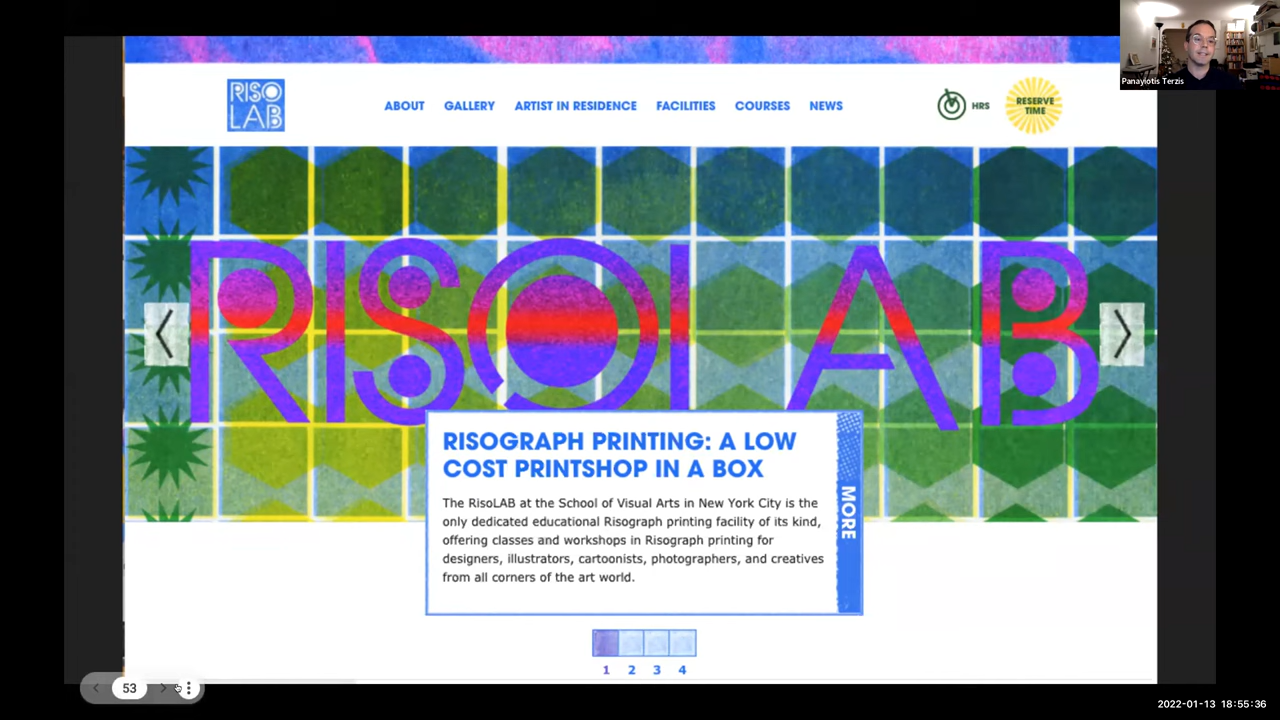 Panayiotis Terzis
RISO
LAB
ABOUT
GALLERY
ARTIST IN RESIDENCE
FACILITIES
COURSES
NEWS
HRS
RESERVE
TIME
RISOLAB
RISOGRAPH PRINTING: A LOW
COST PRINTSHOP IN A BOX
The RisoLAB at the School of Visual Arts in New York City is the
only dedicated educational Risograph printing facility of its kind,
offering classes and workshops in Risograph printing for
designers, illustrators, cartoonists, photographers, and creatives
from all corners of the art world.
MORE
1 2 3 4
53
2022-01-13 18:55:36